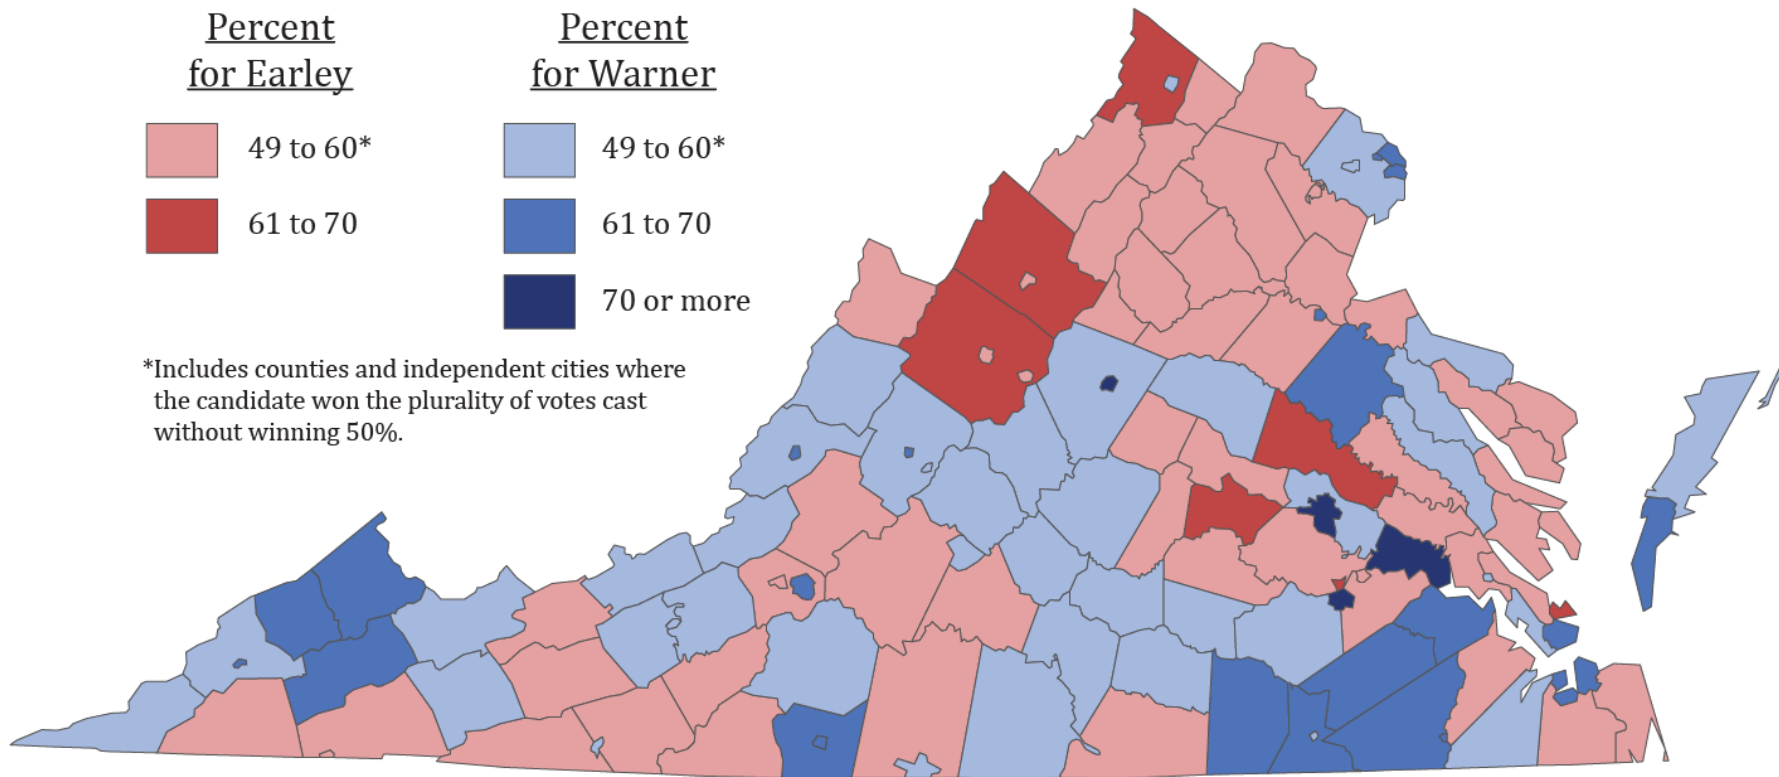 Percent
for Earley
49 to 60*
61 to 70
Percent
for Warner
49 to 60*
61 to 70
70 or more
*Includes counties and independent cities where
the candidate won the plurality of votes cast
without winning 50%.